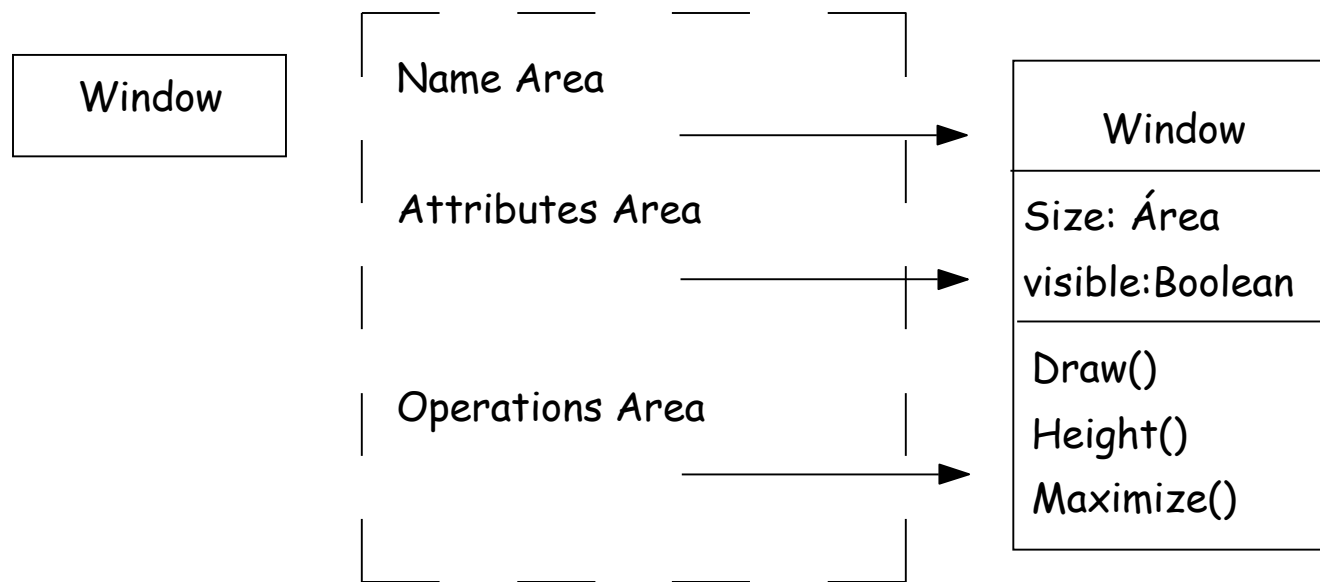 Window
Name Area
Attributes Area
Operations Area
Window
Size: Área
visible:Boolean
Draw()
Height()
Maximize()